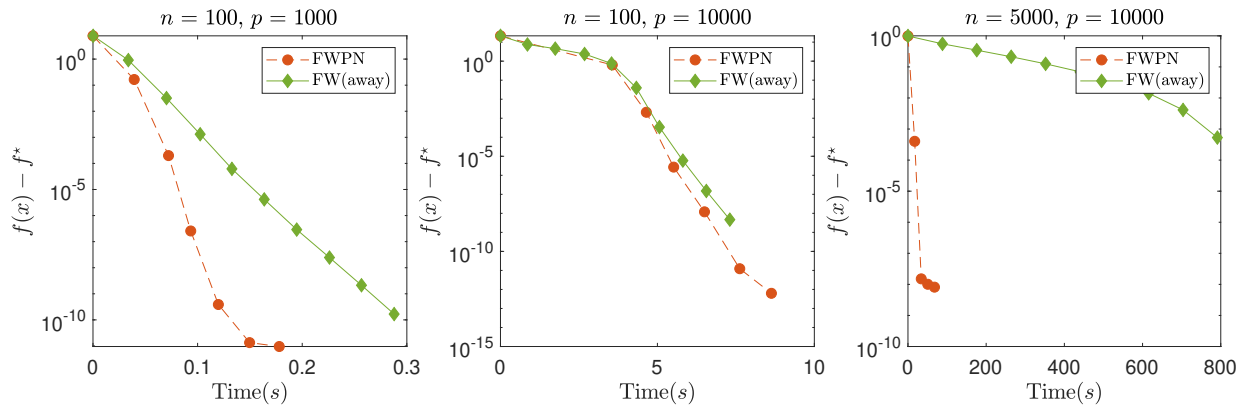 n = 100, p = 1000
FWPN
FW(away)
f(x) − f⋆
10^0
10^-5
10^-10
0 0.1 0.2 0.3
Time(s)
n = 100, p = 10000
FWPN
FW(away)
f(x) − f⋆
10^0
10^-5
10^-10
10^-15
0 5 10
Time(s)
n = 5000, p = 10000
FWPN
FW(away)
f(x) − f⋆
10^0
10^-5
10^-10
0 200 400 600 800
Time(s)